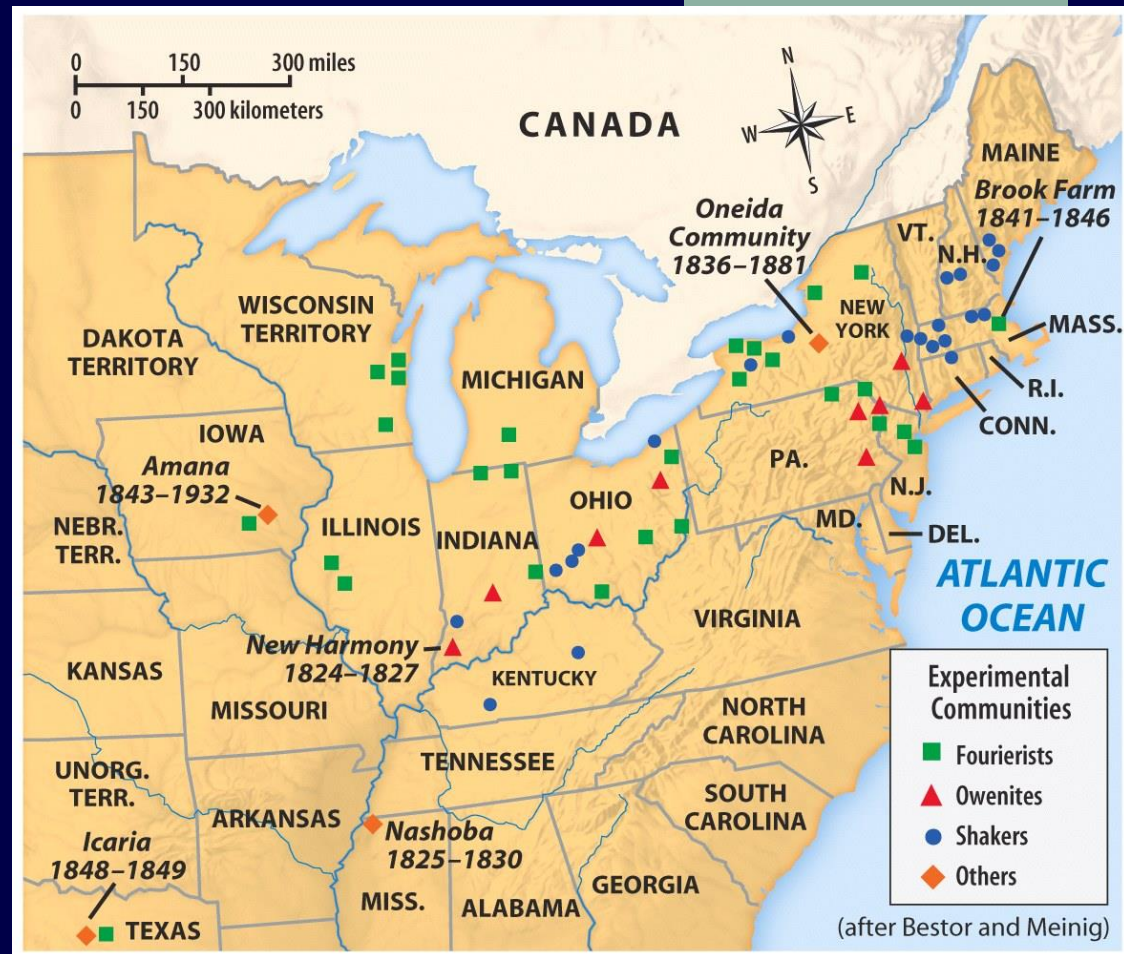 0 150 300 miles
0 150 300 kilometers
CANADA
N
W E
S
MAINE
Brook Farm
1841–1846
Oneida
Community
1836–1881
VT.
N.H.
NEW
YORK
MASS.
R.I.
CONN.
WISCONSIN
TERRITORY
DAKOTA
TERRITORY
MICHIGAN
IOWA
Amana
1843–1932
NEBR.
TERR.
ILLINOIS
INDIANA
OHIO
PA.
N.J.
MD.
DEL.
ATLANTIC
OCEAN
VIRGINIA
New Harmony
1824–1827
KENTUCKY
KANSAS
MISSOURI
NORTH
CAROLINA
TENNESSEE
UNORG.
TERR.
ARKANSAS
SOUTH
CAROLINA
Nashoba
1825–1830
Icaria
1848–1849
TEXAS
MISS.
ALABAMA
GEORGIA
Experimental
Communities
Fourierists
Owenites
Shakers
Others
(after Bestor and Meinig)